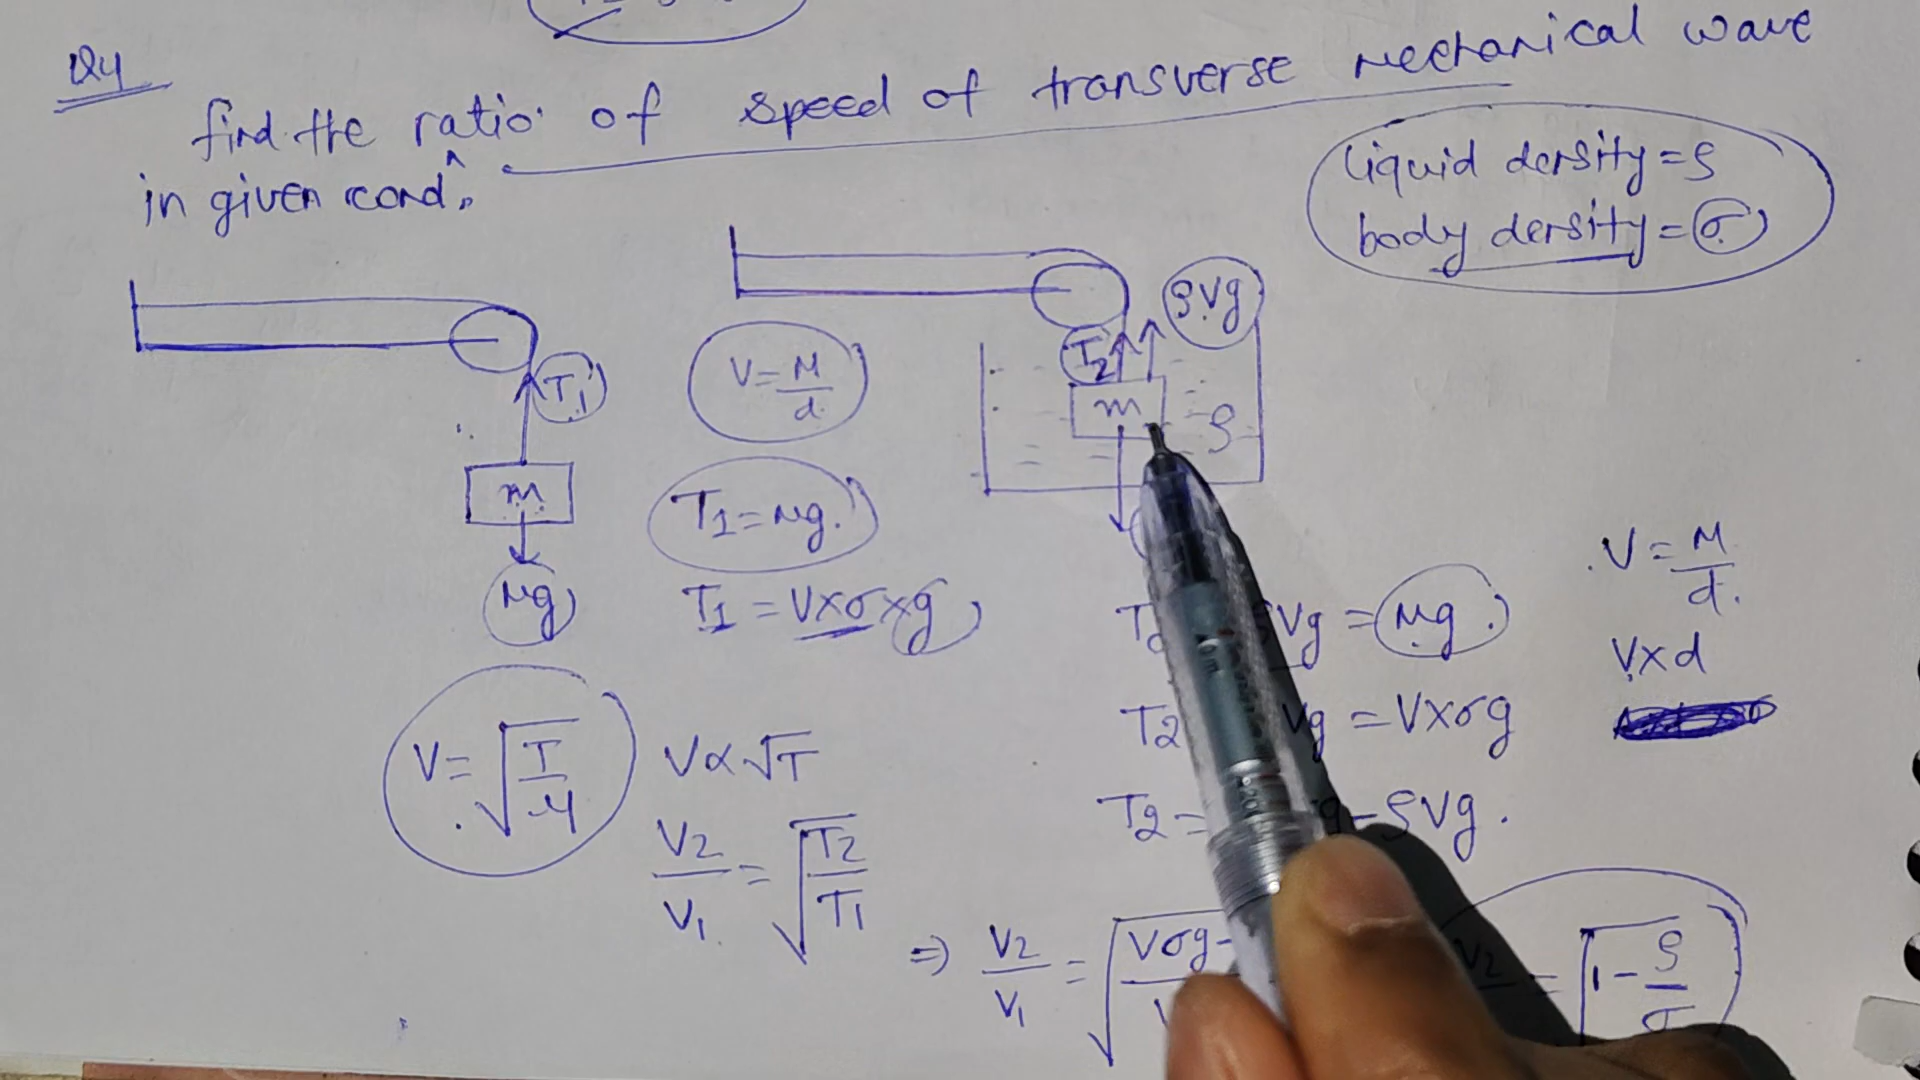 Q4
find the ratio of speed of transverse mechanical wave
in given condⁿ.
liquid density = ρ
body density = σ
T1
m
Mg
V = M/d
T1 = Mg.
T1 = V×σ×g
ρVg
T2
m
ρ
V = M/d.
V×d
Vg = Mg.
T2 Vg = V×σg
T2 = g - ρVg.
V = √(T/μ)
V ∝ √T
V2/V1 = √(T2/T1)
⇒ V2/V1 = √(Vσg-
V2 = √(1 - ρ/σ)